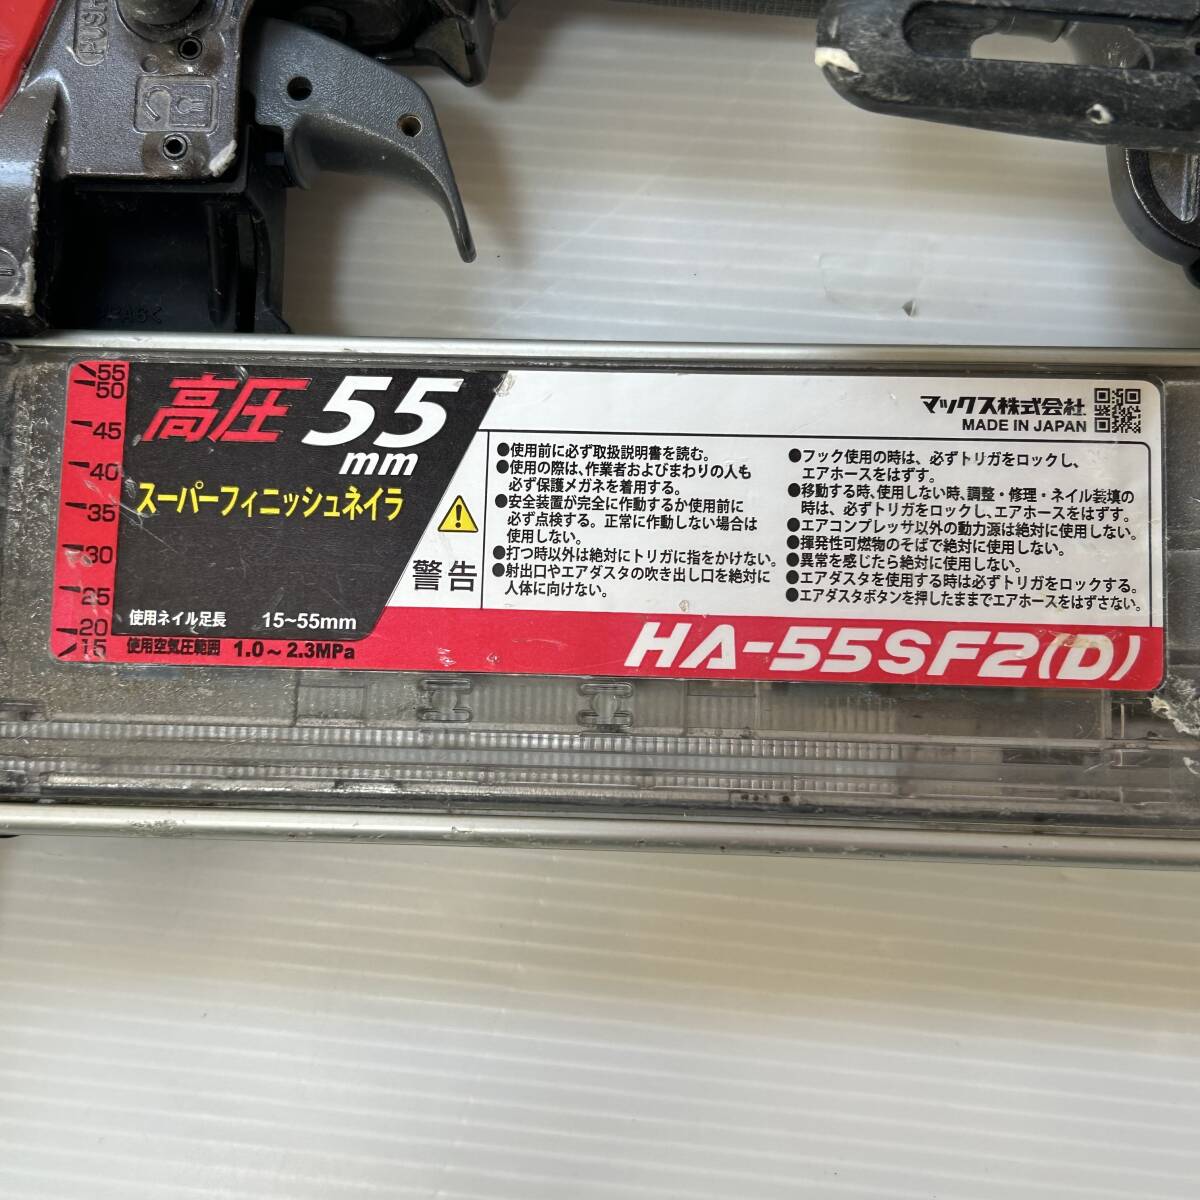 PUSH
55
50
45
40
35
30
25
20
15
高圧 55
mm
スーパーフィニッシュネイラ
使用ネイル足長 15~55mm
使用空気圧範囲 1.0~2.3MPa
警告
マックス株式会社
MADE IN JAPAN
●使用前に必ず取扱説明書を読む。
●使用の際は、作業者およびまわりの人も
必ず保護メガネを着用する。
●安全装置が完全に作動するか使用前に
必ず点検する。正常に作動しない場合は
使用しない。
●打つ時以外は絶対にトリガに指をかけない。
●射出口やエアダスタの吹き出し口を絶対に
人体に向けない。
●フック使用の時は、必ずトリガをロックし、
エアホースをはずす。
●移動する時、使用しない時、調整・修理・ネイル装填の
時は、必ずトリガをロックし、エアホースをはずす。
●エアコンプレッサ以外の動力源は絶対に使用しない。
●揮発性可燃物のそばで絶対に使用しない。
●異常を感じたら絶対に使用しない。
●エアダスタを使用する時は必ずトリガをロックする。
●エアダスタボタンを押したままでエアホースをはずさない。
HA-55SF2(D)